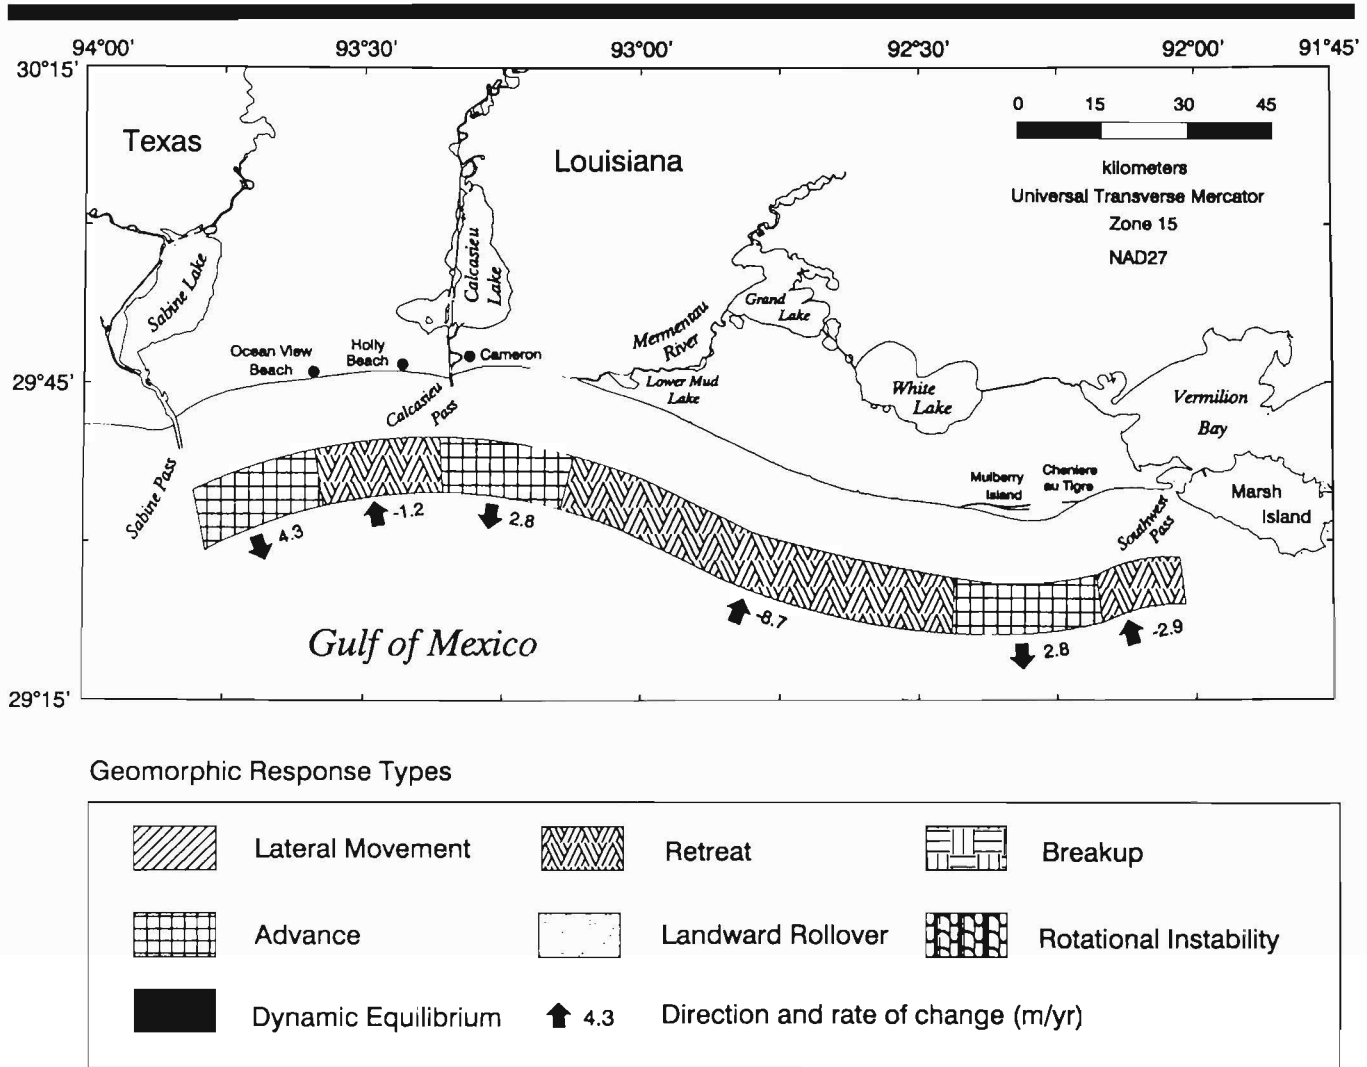 94°00'
93°30'
93°00'
92°30'
92°00'
91°45'
30°15'
29°45'
29°15'
Texas
Louisiana
0 15 30 45
kilometers
Universal Transverse Mercator
Zone 15
NAD27
Sabine Lake
Calcasieu
Lake
Ocean View
Beach
Holly
Beach
Cameron
Calcasieu
Pass
Sabine Pass
Mermentau
River
Grand
Lake
Lower Mud
Lake
White
Lake
Vermilion
Bay
Mulberry
Island
Cheniere
au Tigre
Marsh
Island
Southwest
Pass
4.3
-1.2
2.8
-8.7
2.8
-2.9
Gulf of Mexico
Geomorphic Response Types
Lateral Movement
Retreat
Breakup
Advance
Landward Rollover
Rotational Instability
Dynamic Equilibrium
4.3
Direction and rate of change (m/yr)